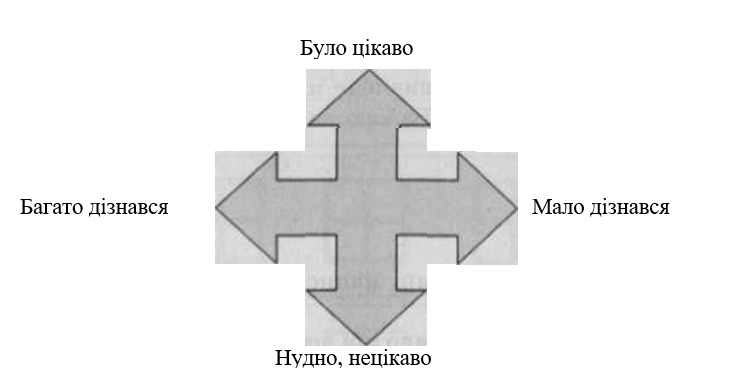 Було цікаво
Багато дізнався
Мало дізнався
Нудно, нецікаво